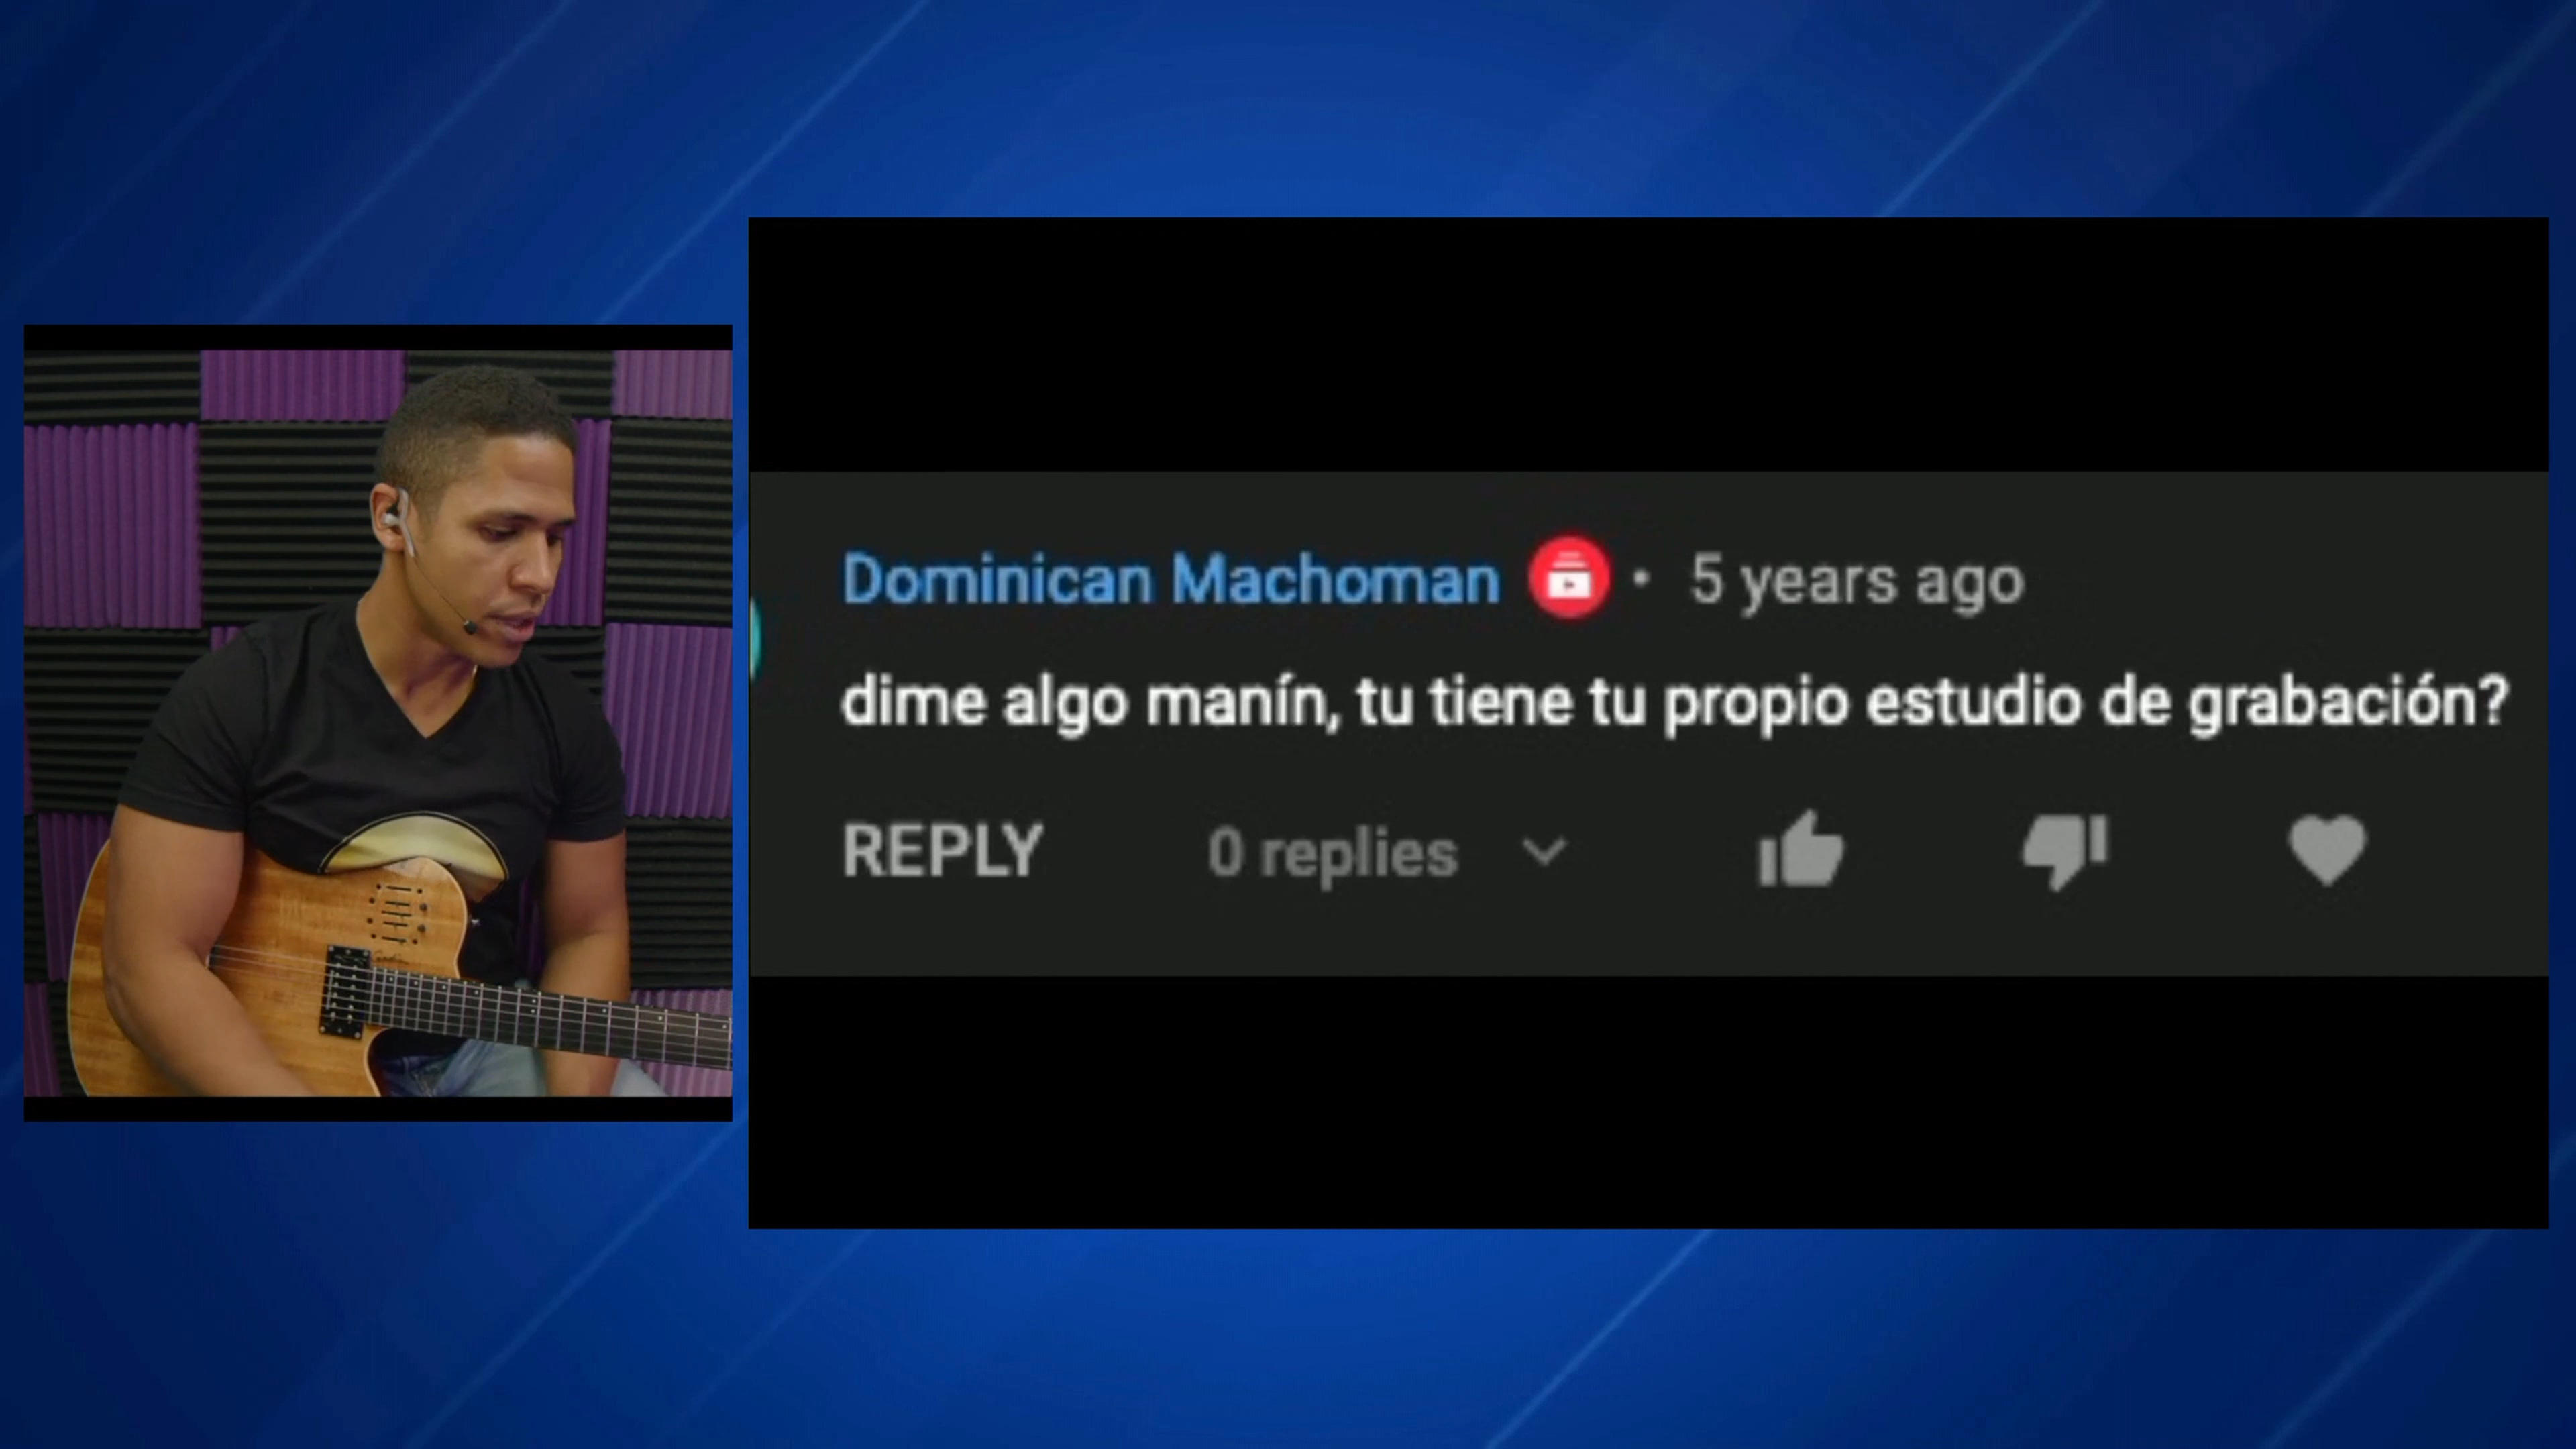 Dominican Machoman • 5 years ago
dime algo manín, tu tiene tu propio estudio de grabación?
REPLY 0 replies